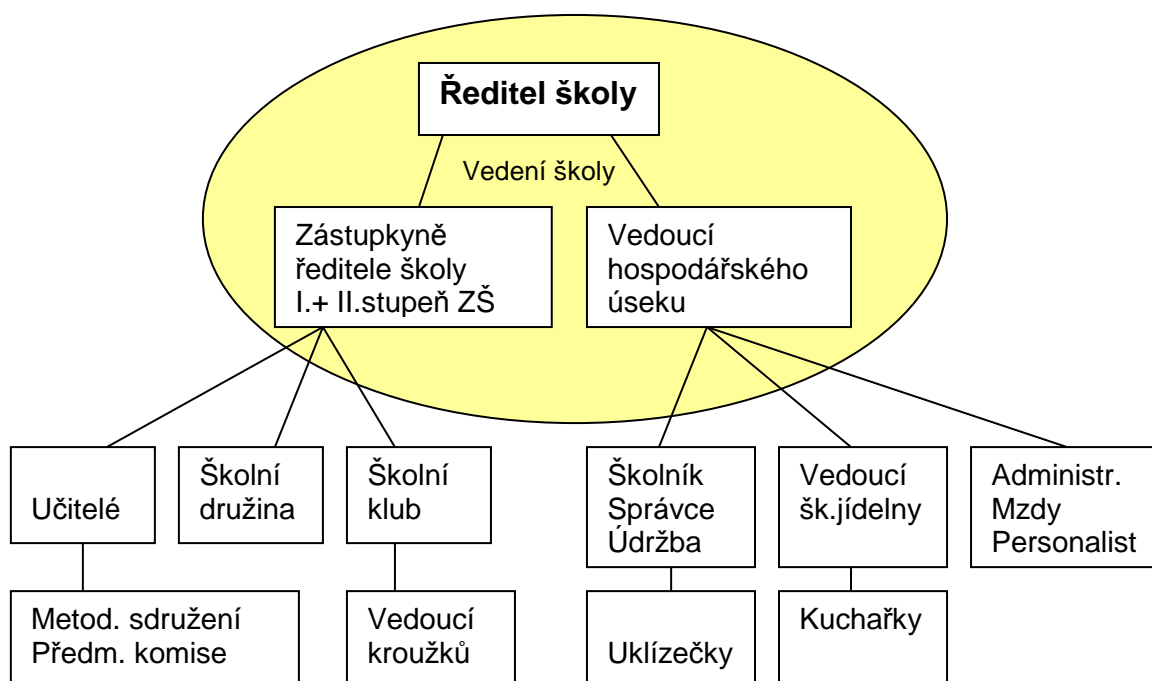 Ředitel školy
Vedení školy
Zástupkyně
ředitele školy
I.+ II.stupeň ZŠ
Vedoucí
hospodářského
úseku
Učitelé
Školní
družina
Školní
klub
Školník
Správce
Údržba
Vedoucí
šk.jídelny
Administr.
Mzdy
Personalist
Metod. sdružení
Předm. komise
Vedoucí
kroužků
Uklízečky
Kuchařky